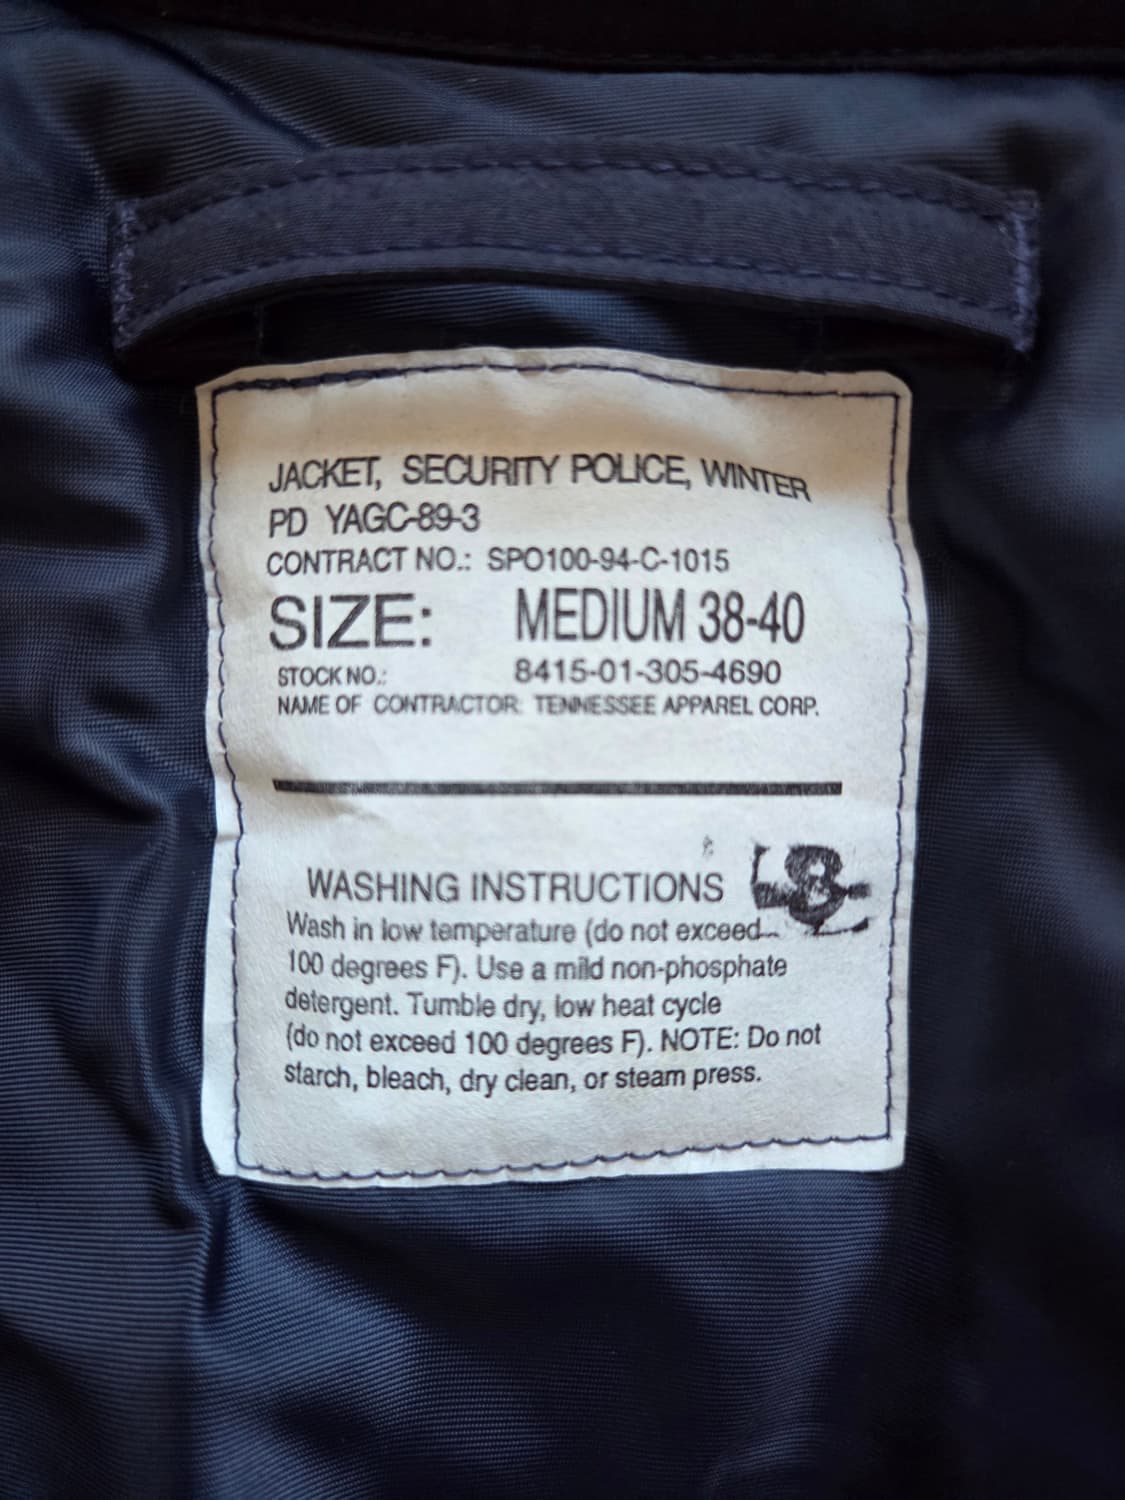 JACKET, SECURITY POLICE, WINTER
PD YAGC-89-3
CONTRACT NO.: SPO100-94-C-1015
SIZE: MEDIUM 38-40
STOCK NO.: 8415-01-305-4690
NAME OF CONTRACTOR: TENNESSEE APPAREL CORP.
WASHING INSTRUCTIONS
Wash in low temperature (do not exceed
100 degrees F). Use a mild non-phosphate
detergent. Tumble dry, low heat cycle
(do not exceed 100 degrees F). NOTE: Do not
starch, bleach, dry clean, or steam press.